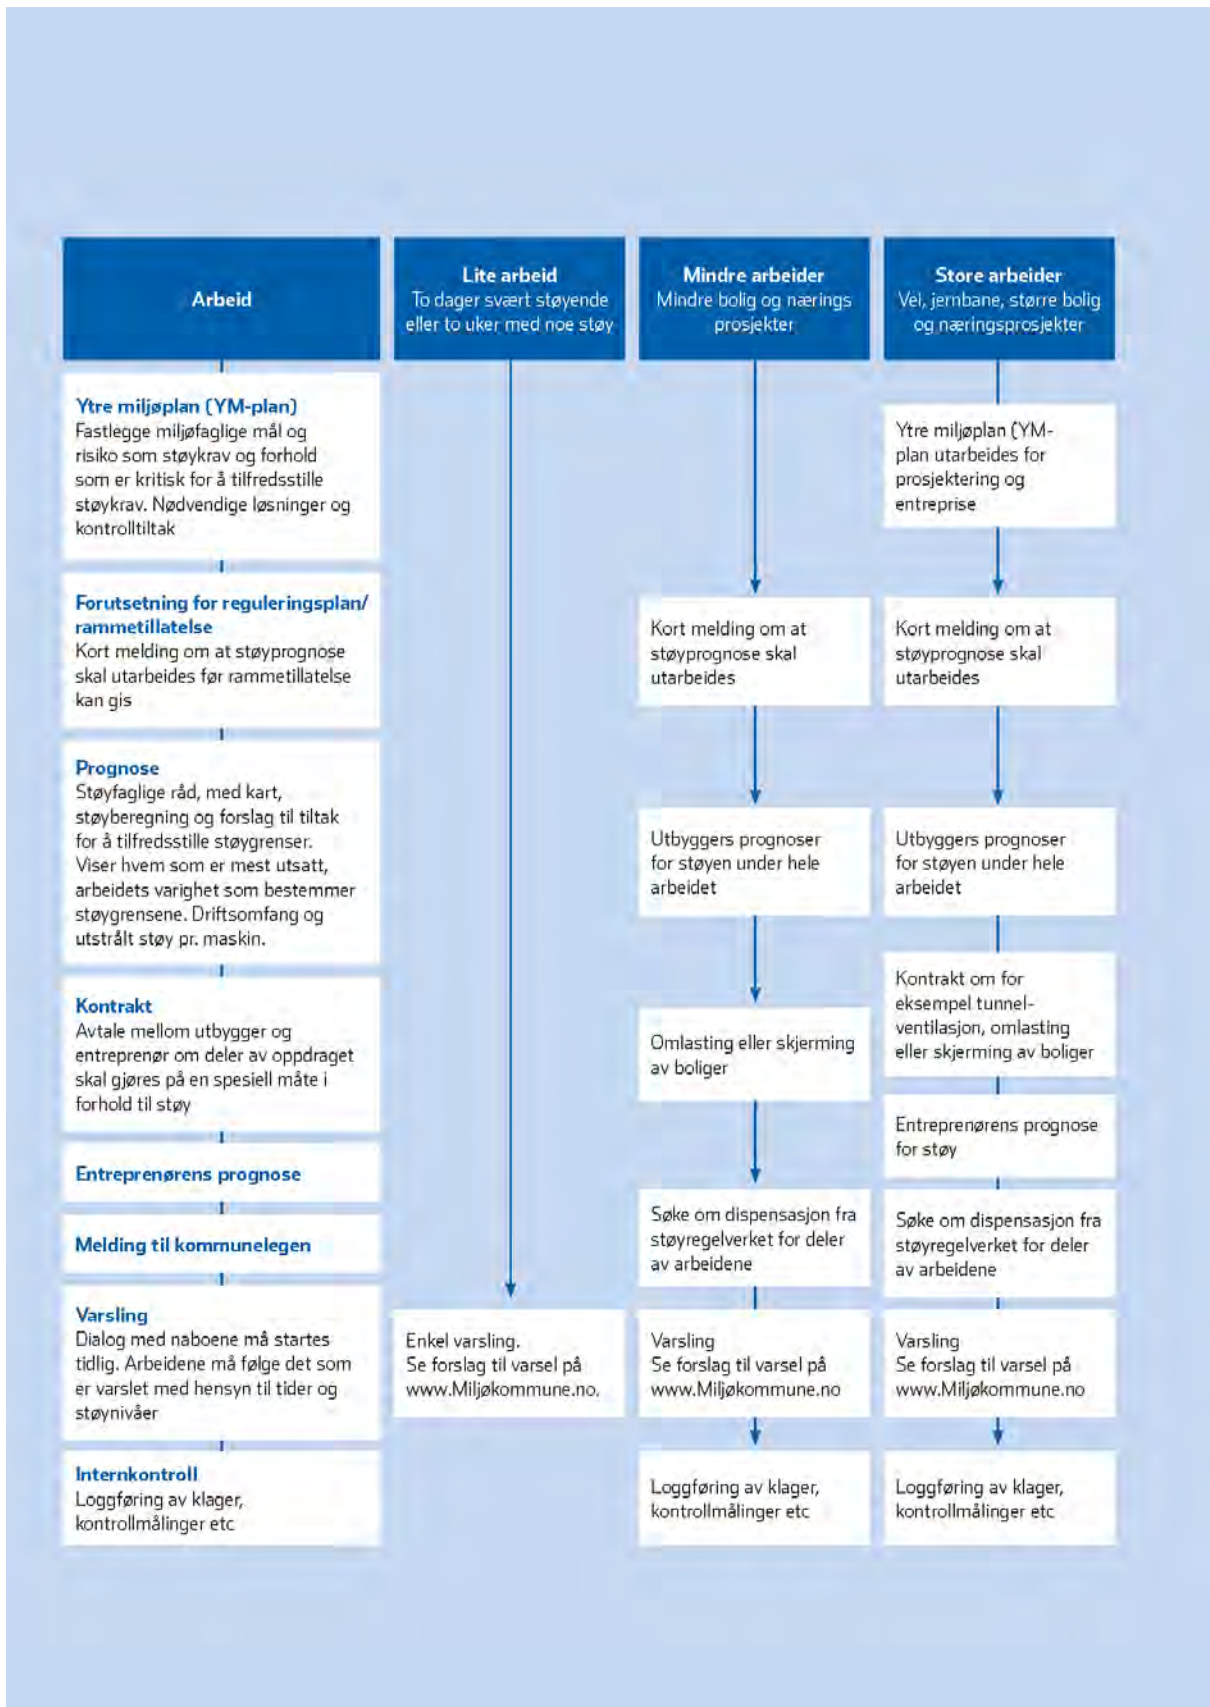 Arbeid
Lite arbeid
To dager svært støyende
eller to uker med noe støy
Mindre arbeider
Mindre bolig og nærings
prosjekter
Store arbeider
Vei, jernbane, større bolig
og næringsprosjekter
Ytre miljøplan (YM-plan)
Fastlegge miljøfaglige mål og
risiko som støykrav og forhold
som er kritisk for å tilfredsstille
støykrav. Nødvendige løsninger og
kontrolltiltak
Forutsetning for reguleringsplan/
rammetillatelse
Kort melding om at støyprognose
skal utarbeides før rammetillatelse
kan gis
Prognose
Støyfaglige råd, med kart,
støyberegning og forslag til tiltak
for å tilfredsstille støygrenser.
Viser hvem som er mest utsatt,
arbeidets varighet som bestemmer
støygrensene. Driftsomfang og
utstrålt støy pr. maskin.
Kontrakt
Avtale mellom utbygger og
entreprenør om deler av oppdraget
skal gjøres på en spesiell måte i
forhold til støy
Entreprenørens prognose
Melding til kommunelegen
Varsling
Dialog med naboene må startes
tidlig. Arbeidene må følge det som
er varslet med hensyn til tider og
støynivåer
Internkontroll
Loggføring av klager,
kontrollmålinger etc
Enkel varsling.
Se forslag til varsel på
www.Miljøkommune.no.
Kort melding om at
støyprognose skal
utarbeides
Utbyggers prognoser
for støyen under hele
arbeidet
Omlasting eller skjerming
av boliger
Søke om dispensasjon fra
støyregelverket for deler
av arbeidene
Varsling
Se forslag til varsel på
www.Miljøkommune.no
Loggføring av klager,
kontrollmålinger etc
Ytre miljøplan (YM-
plan utarbeides for
prosjektering og
entreprise
Kort melding om at
støyprognose skal
utarbeides
Utbyggers prognoser
for støyen under hele
arbeidet
Kontrakt om for
eksempel tunnel-
ventilasjon, omlasting
eller skjerming av boliger
Entreprenørens prognose
for støy
Søke om dispensasjon fra
støyregelverket for deler
av arbeidene
Varsling
Se forslag til varsel på
www.Miljøkommune.no
Loggføring av klager,
kontrollmålinger etc